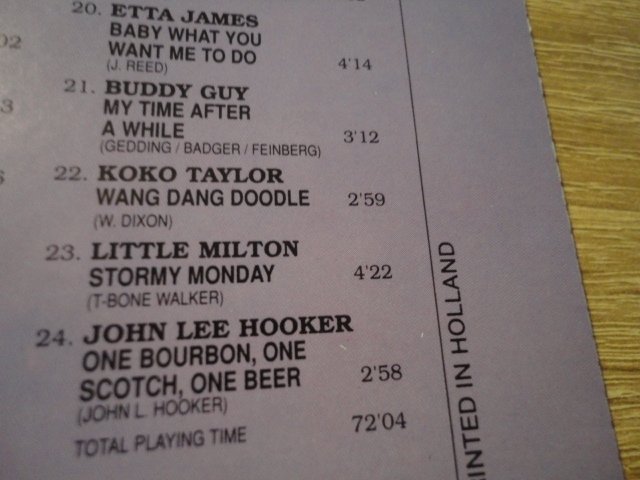 20. ETTA JAMES
BABY WHAT YOU
WANT ME TO DO 4'14
(J. REED)
21. BUDDY GUY
MY TIME AFTER
A WHILE 3'12
(GEDDING / BADGER / FEINBERG)
22. KOKO TAYLOR
WANG DANG DOODLE 2'59
(W. DIXON)
23. LITTLE MILTON
STORMY MONDAY 4'22
(T-BONE WALKER)
24. JOHN LEE HOOKER
ONE BOURBON, ONE
SCOTCH, ONE BEER 2'58
(JOHN L. HOOKER)
TOTAL PLAYING TIME 72'04
INTED IN HOLLAND